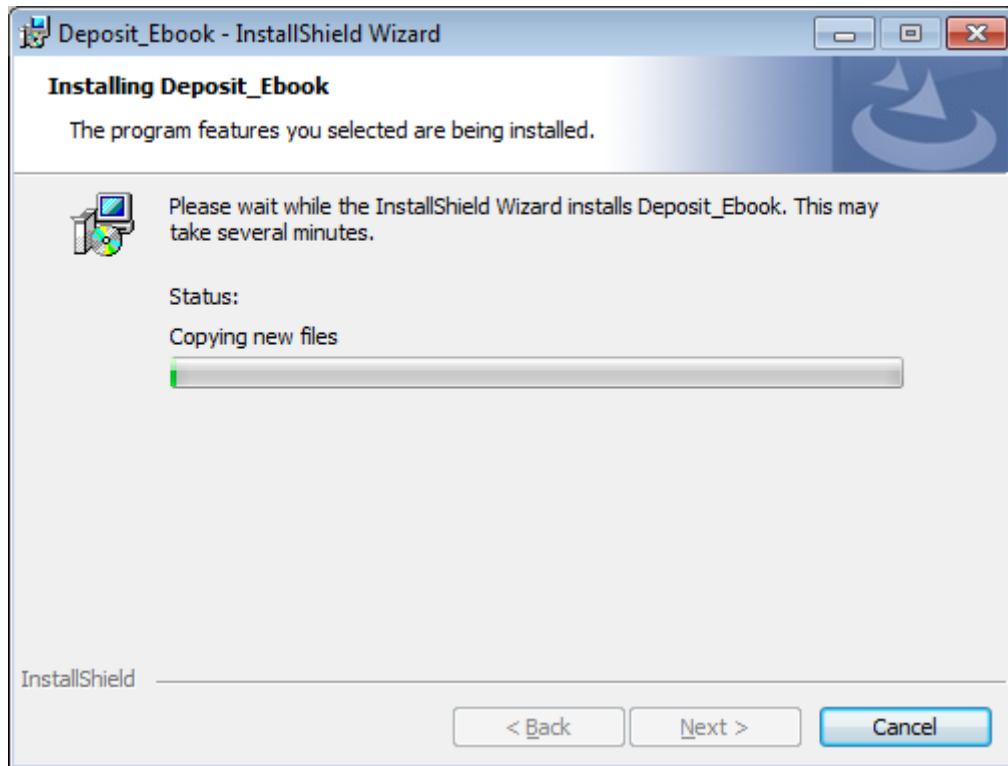 Deposit_Ebook - InstallShield Wizard
Installing Deposit_Ebook
The program features you selected are being installed.
Please wait while the InstallShield Wizard installs Deposit_Ebook. This may
take several minutes.
Status:
Copying new files
InstallShield
< Back
Next >
Cancel